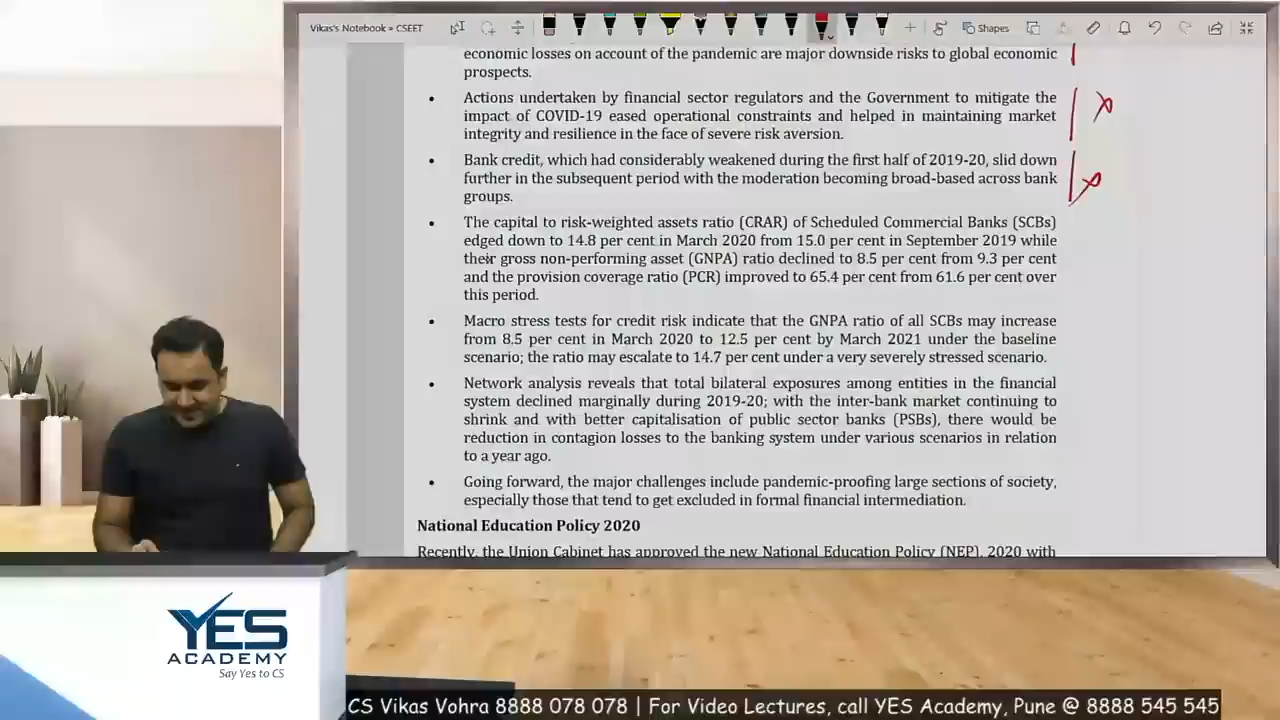 Vikas's Notebook » CSEET
Shapes
economic losses on account of the pandemic are major downside risks to global economic
prospects.
• Actions undertaken by financial sector regulators and the Government to mitigate the
impact of COVID-19 eased operational constraints and helped in maintaining market
integrity and resilience in the face of severe risk aversion.
• Bank credit, which had considerably weakened during the first half of 2019-20, slid down
further in the subsequent period with the moderation becoming broad-based across bank
groups.
• The capital to risk-weighted assets ratio (CRAR) of Scheduled Commercial Banks (SCBs)
edged down to 14.8 per cent in March 2020 from 15.0 per cent in September 2019 while
their gross non-performing asset (GNPA) ratio declined to 8.5 per cent from 9.3 per cent
and the provision coverage ratio (PCR) improved to 65.4 per cent from 61.6 per cent over
this period.
• Macro stress tests for credit risk indicate that the GNPA ratio of all SCBs may increase
from 8.5 per cent in March 2020 to 12.5 per cent by March 2021 under the baseline
scenario; the ratio may escalate to 14.7 per cent under a very severely stressed scenario.
• Network analysis reveals that total bilateral exposures among entities in the financial
system declined marginally during 2019-20; with the inter-bank market continuing to
shrink and with better capitalisation of public sector banks (PSBs), there would be
reduction in contagion losses to the banking system under various scenarios in relation
to a year ago.
• Going forward, the major challenges include pandemic-proofing large sections of society,
especially those that tend to get excluded in formal financial intermediation.
National Education Policy 2020
Recently, the Union Cabinet has approved the new National Education Policy (NEP), 2020 with
YES
ACADEMY
Say Yes to CS
CS Vikas Vohra 8888 078 078 | For Video Lectures, call YES Academy, Pune @ 8888 545 545